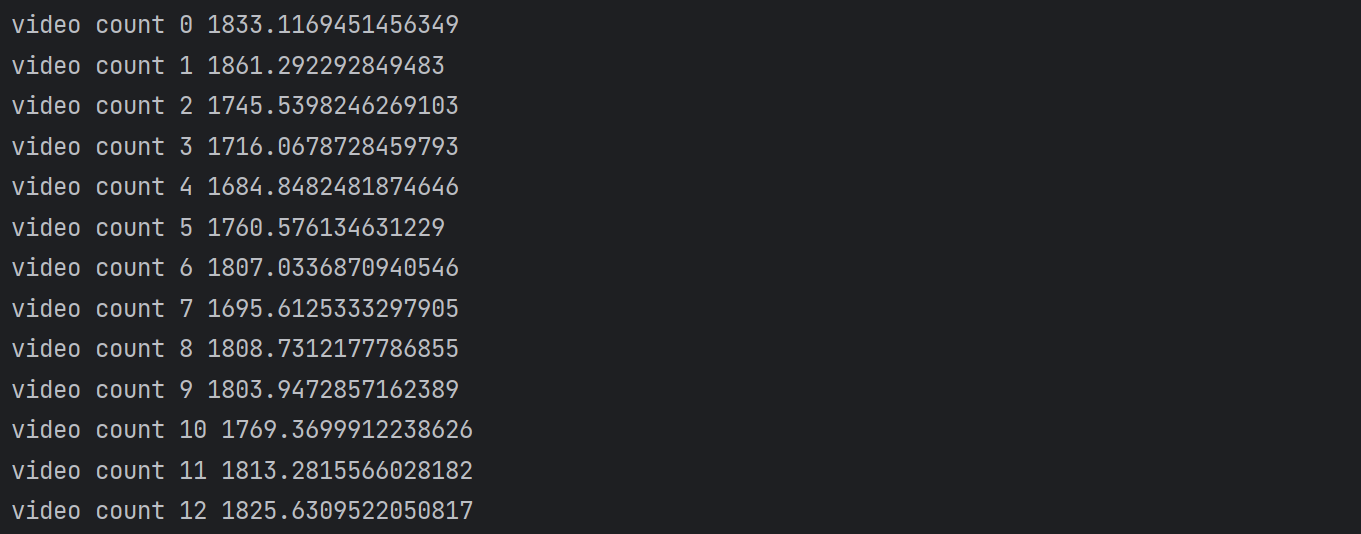 video count 0 1833.1169451456349
video count 1 1861.292292849483
video count 2 1745.5398246269103
video count 3 1716.0678728459793
video count 4 1684.8482481874646
video count 5 1760.576134631229
video count 6 1807.0336870940546
video count 7 1695.6125333297905
video count 8 1808.7312177786855
video count 9 1803.9472857162389
video count 10 1769.3699912238626
video count 11 1813.2815566028182
video count 12 1825.6309522050817